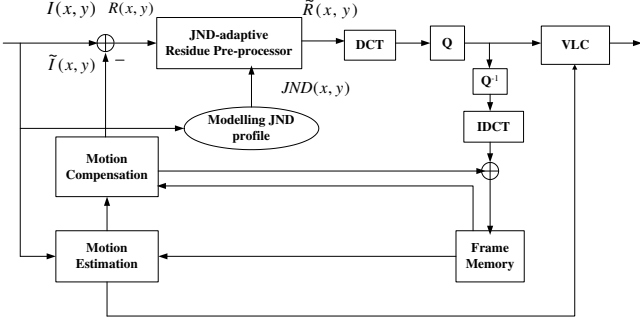 I(x, y)
R(x, y)
R̃(x, y)
JND-adaptive
Residue Pre-processor
DCT
Q
VLC
Ĩ(x, y)
−
Q-1
JND(x, y)
Modelling JND
profile
IDCT
Motion
Compensation
Motion
Estimation
Frame
Memory